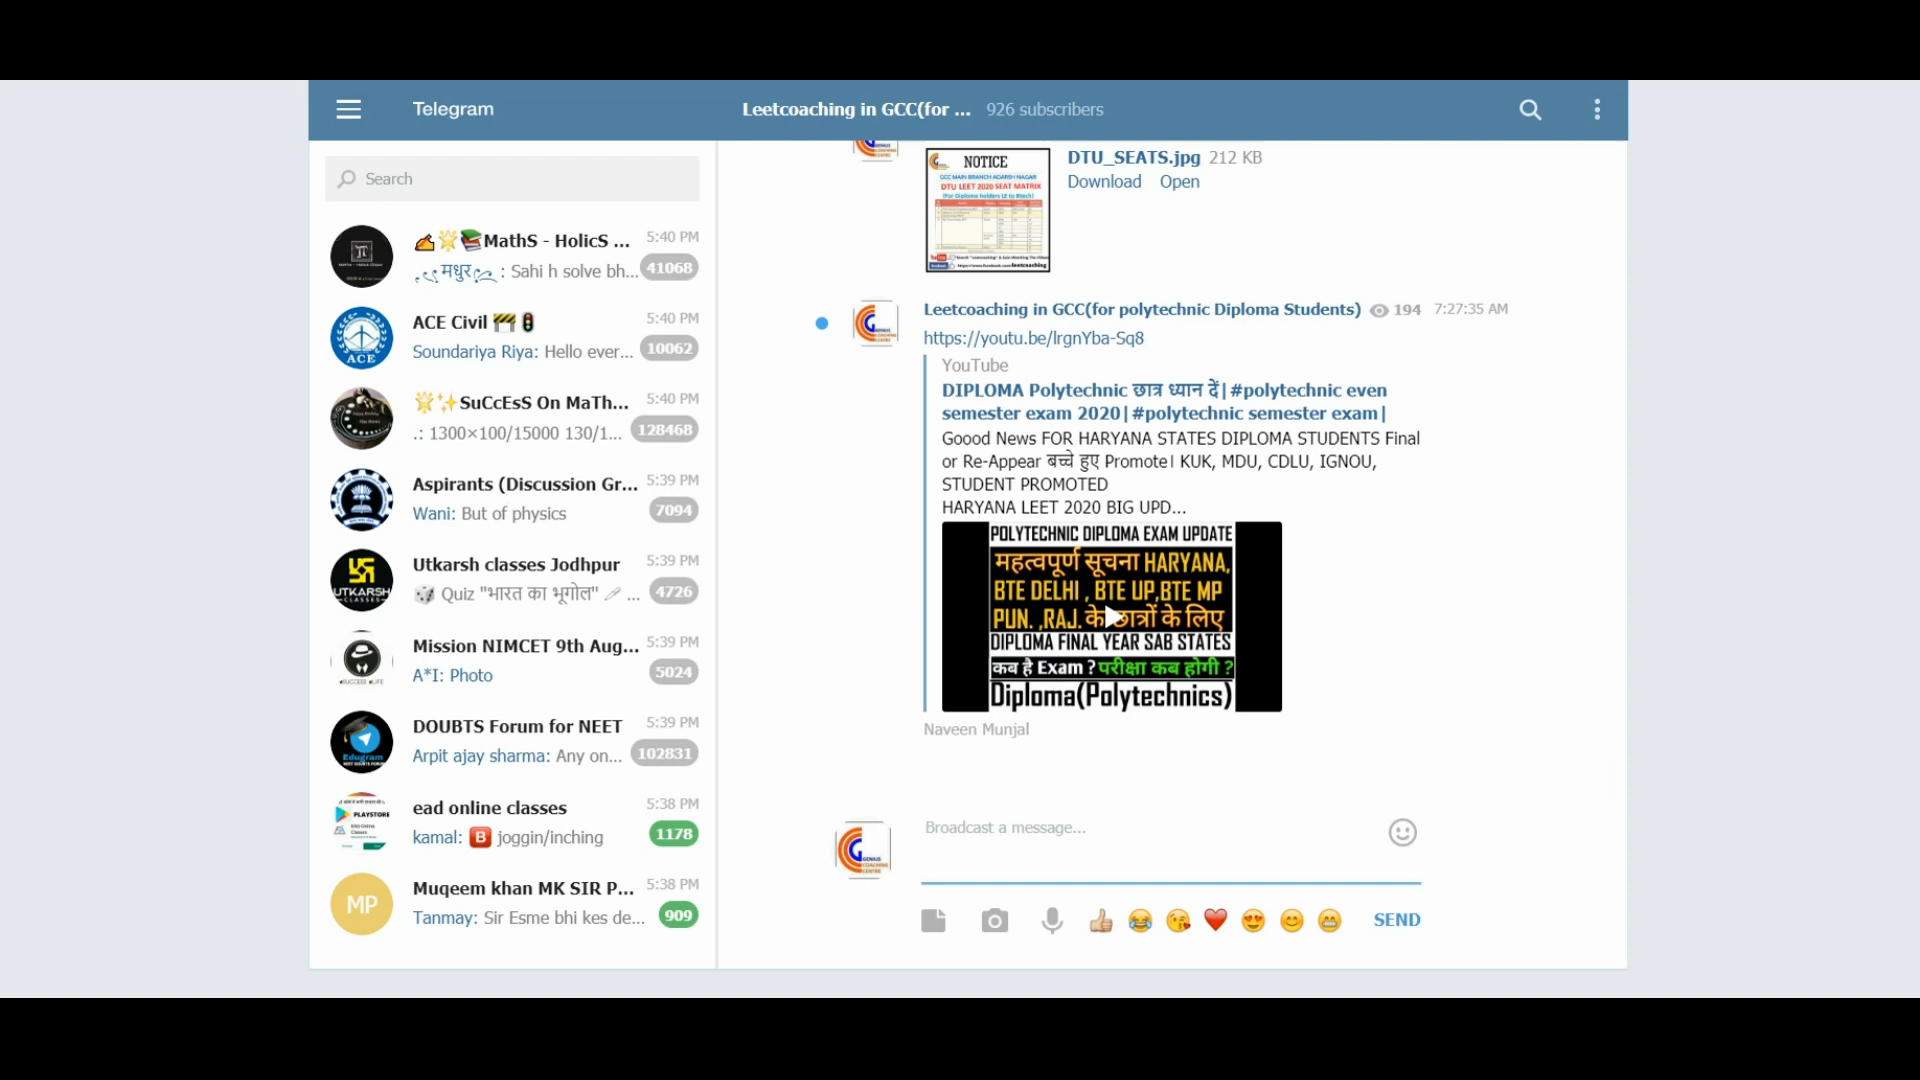 Telegram
Leetcoaching in GCC(for ... 926 subscribers
Search
MathS - HolicS ... 5:40 PM
मधुर : Sahi h solve bh... 41068
ACE Civil 5:40 PM
Soundariya Riya: Hello ever... 10062
ACE
SuCcEsS On MaTh... 5:40 PM
.: 1300×100/15000 130/1... 128468
Aspirants (Discussion Gr... 5:39 PM
Wani: But of physics 7094
Utkarsh classes Jodhpur 5:39 PM
Quiz "भारत का भूगोल" ... 4726
UTKARSH
CLASSES
Mission NIMCET 9th Aug... 5:39 PM
A*I: Photo 5024
DOUBTS Forum for NEET 5:39 PM
Arpit ajay sharma: Any on... 102831
Edugram
ead online classes 5:38 PM
kamal: B joggin/inching 1178
PLAYSTORE
Muqeem khan MK SIR P... 5:38 PM
Tanmay: Sir Esme bhi kes de... 909
MP
NOTICE
GCC MAIN BRANCH ADARSH NAGAR
DTU LEET 2020 SEAT MATRIX
DTU_SEATS.jpg 212 KB
Download Open
Leetcoaching in GCC(for polytechnic Diploma Students) 194 7:27:35 AM
https://youtu.be/lrgnYba-Sq8
YouTube
DIPLOMA Polytechnic छात्र ध्यान दें|#polytechnic even
semester exam 2020|#polytechnic semester exam|
Goood News FOR HARYANA STATES DIPLOMA STUDENTS Final
or Re-Appear बच्चे हुए Promote। KUK, MDU, CDLU, IGNOU,
STUDENT PROMOTED
HARYANA LEET 2020 BIG UPD...
POLYTECHNIC DIPLOMA EXAM UPDATE
महत्वपूर्ण सूचना HARYANA,
BTE DELHI , BTE UP,BTE MP
PUN. ,RAJ. के छात्रों के लिए
DIPLOMA FINAL YEAR SAB STATES
कब है Exam ? परीक्षा कब होगी ?
Diploma(Polytechnics)
Naveen Munjal
Broadcast a message...
GENIUS
COACHING
CENTRE
SEND